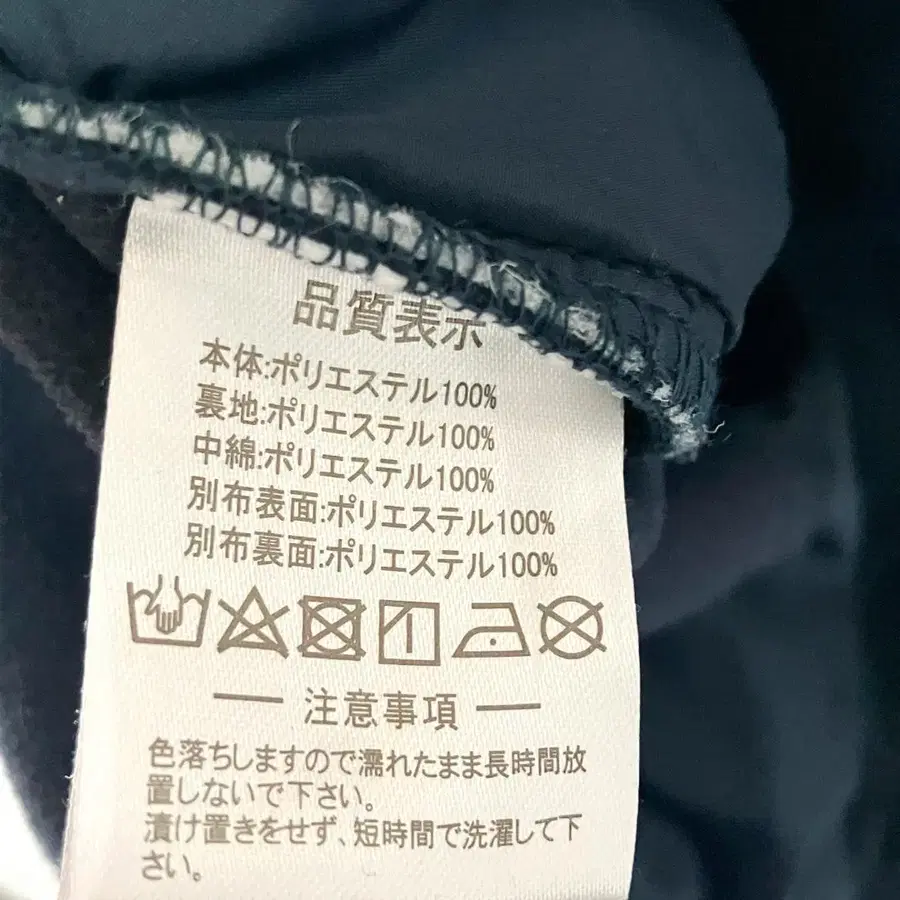 品質表示
本体:ポリエステル100%
裏地:ポリエステル100%
中綿:ポリエステル100%
別布表面:ポリエステル100%
別布裏面:ポリエステル100%
注意事項
色落ちしますので濡れたまま長時間放
置しないで下さい。
漬け置きをせず、短時間で洗濯して下
さい。